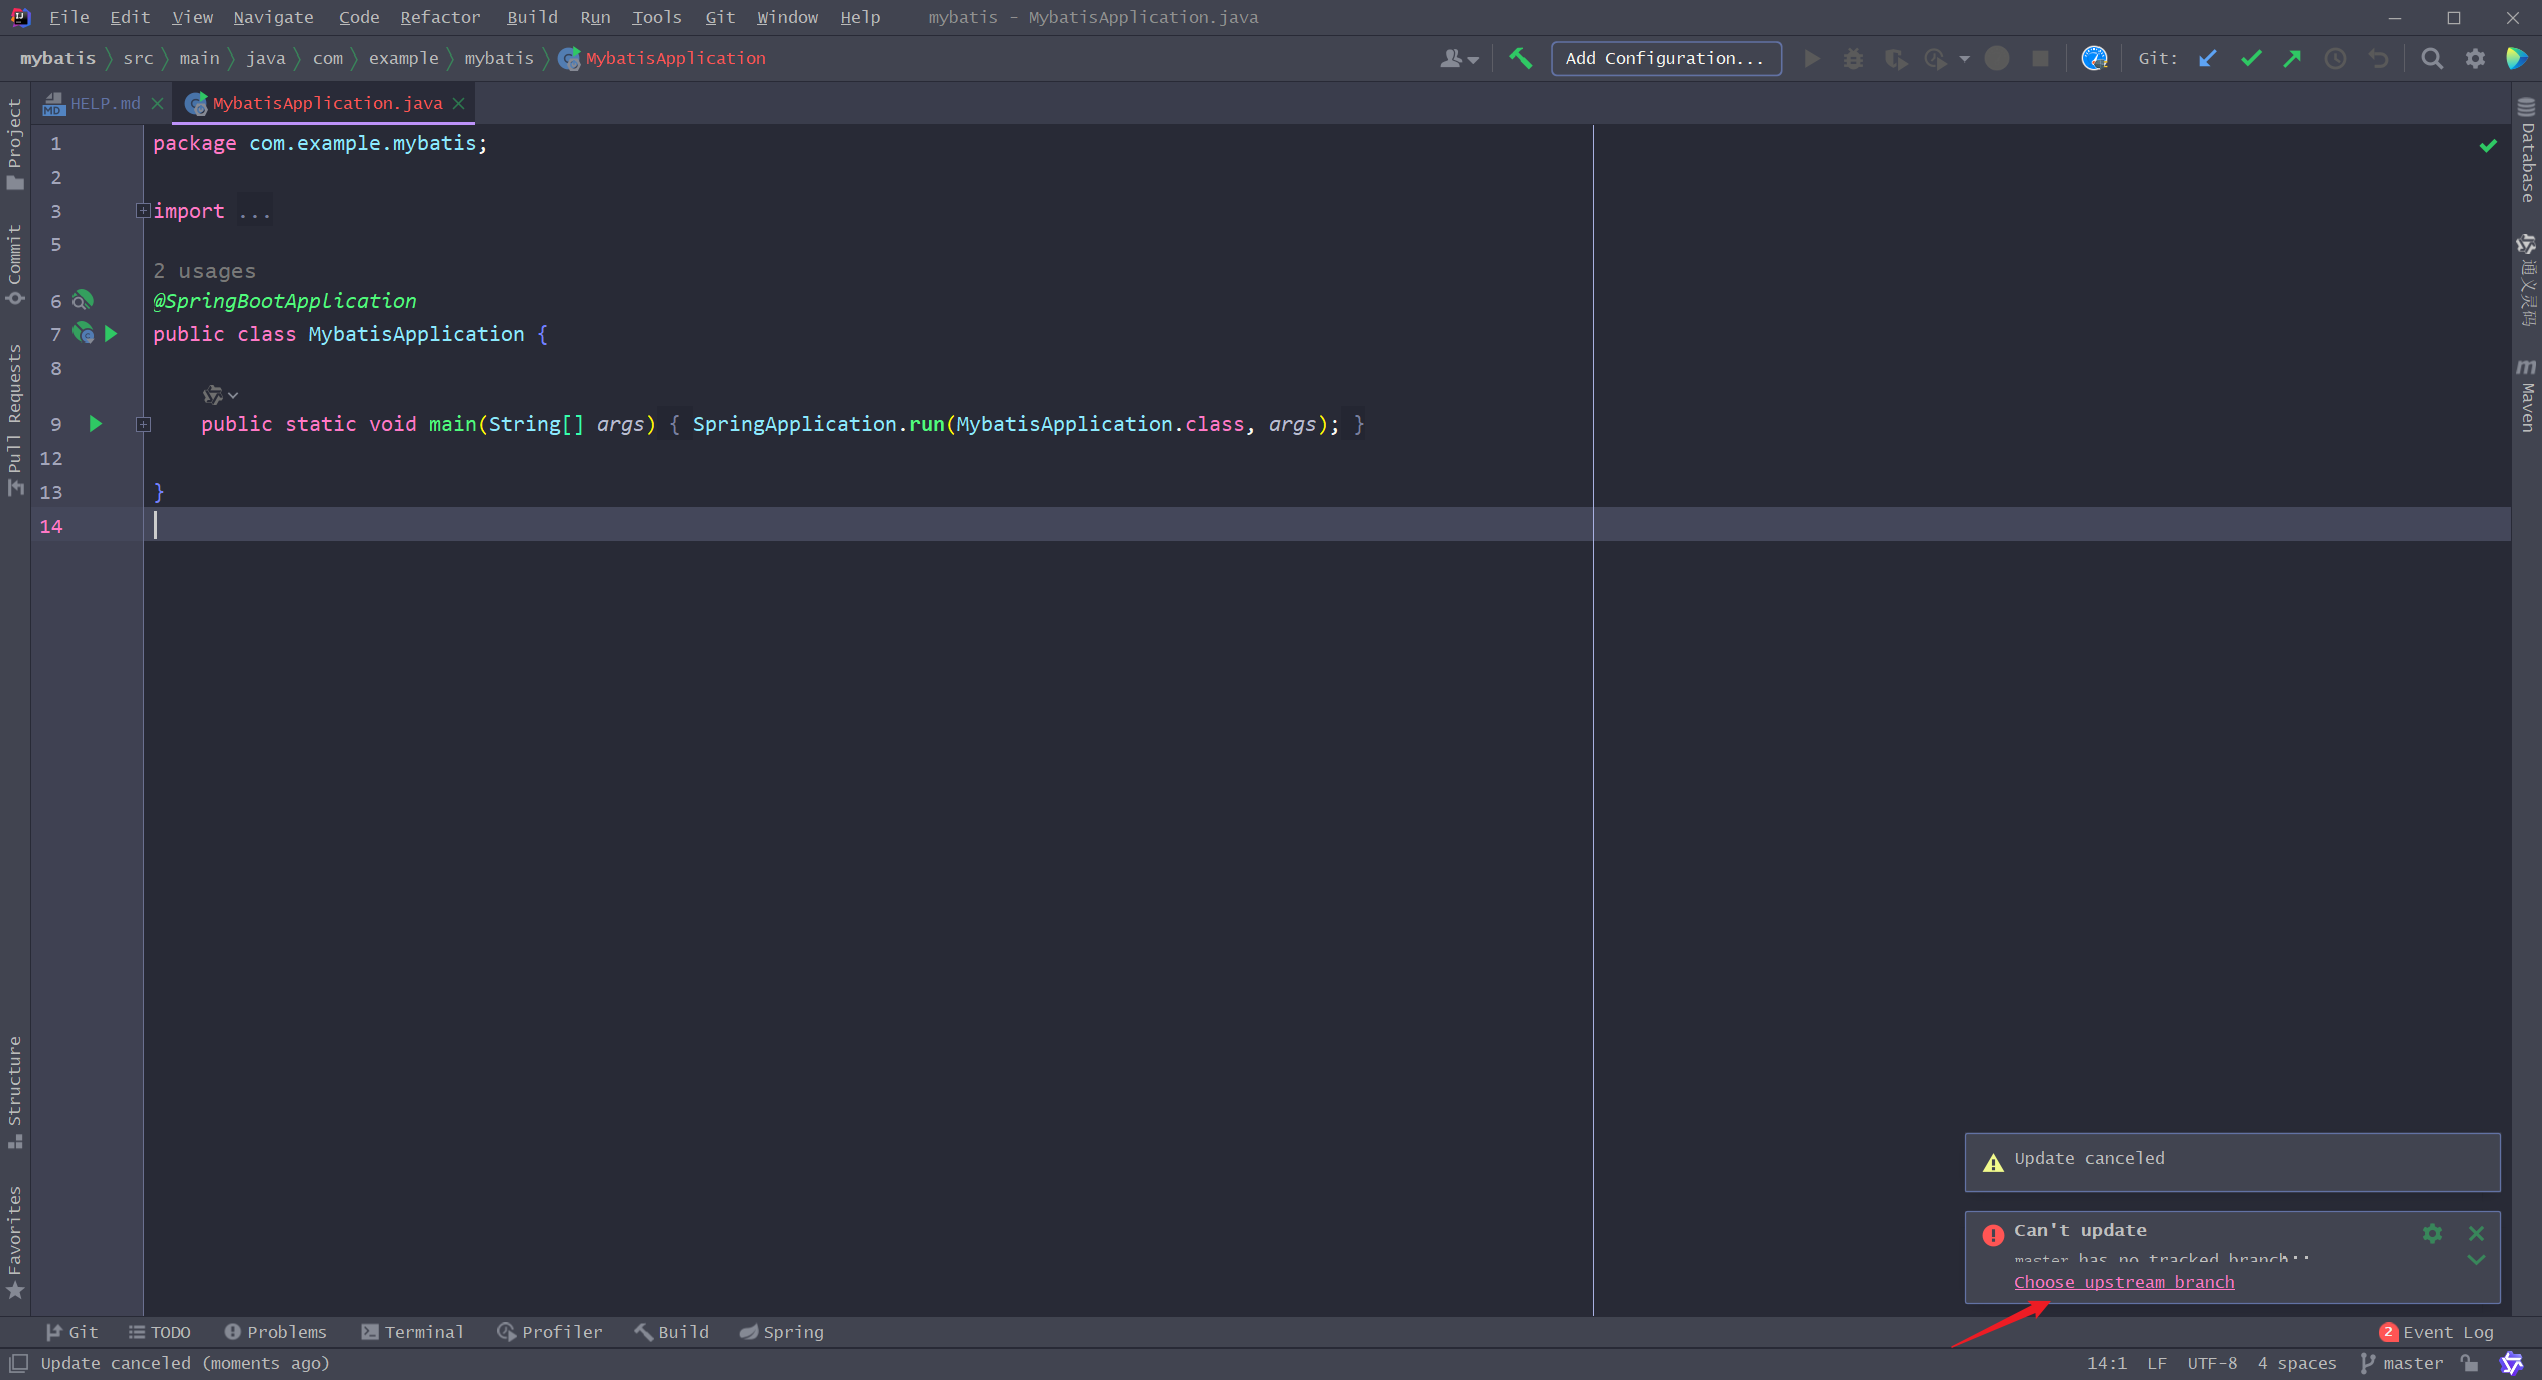 File Edit View Navigate Code Refactor Build Run Tools Git Window Help mybatis - MybatisApplication.java
mybatis src main java com example mybatis MybatisApplication Add Configuration... Git:
HELP.md MybatisApplication.java
Project
Commit
Pull Requests
Structure
Favorites
1 package com.example.mybatis;
2
3 import ...
5
2 usages
6 @SpringBootApplication
7 public class MybatisApplication {
8
9 public static void main(String[] args) { SpringApplication.run(MybatisApplication.class, args); }
12
13 }
14
Database
通义灵码
Maven
Update canceled
Can't update
master has no tracked branch...
Choose upstream branch
Git TODO Problems Terminal Profiler Build Spring 2 Event Log
Update canceled (moments ago) 14:1 LF UTF-8 4 spaces master